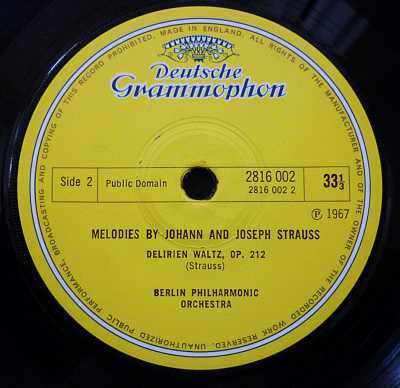 ALL RIGHTS OF THE MANUFACTURER AND OF THE OWNER OF THE RECORDED WORK RESERVED. UNAUTHORIZED PUBLIC PERFORMANCE, BROADCASTING AND COPYING OF THIS RECORD PROHIBITED. MADE IN
Deutsche
Grammophon
Side 2 Public Domain 2816 002 33 1/3
2816 002 2
Ⓟ 1967
MELODIES BY JOHANN AND JOSEPH STRAUSS
DELIRIEN WALTZ, OP. 212
(Strauss)
BERLIN PHILHARMONIC
ORCHESTRA